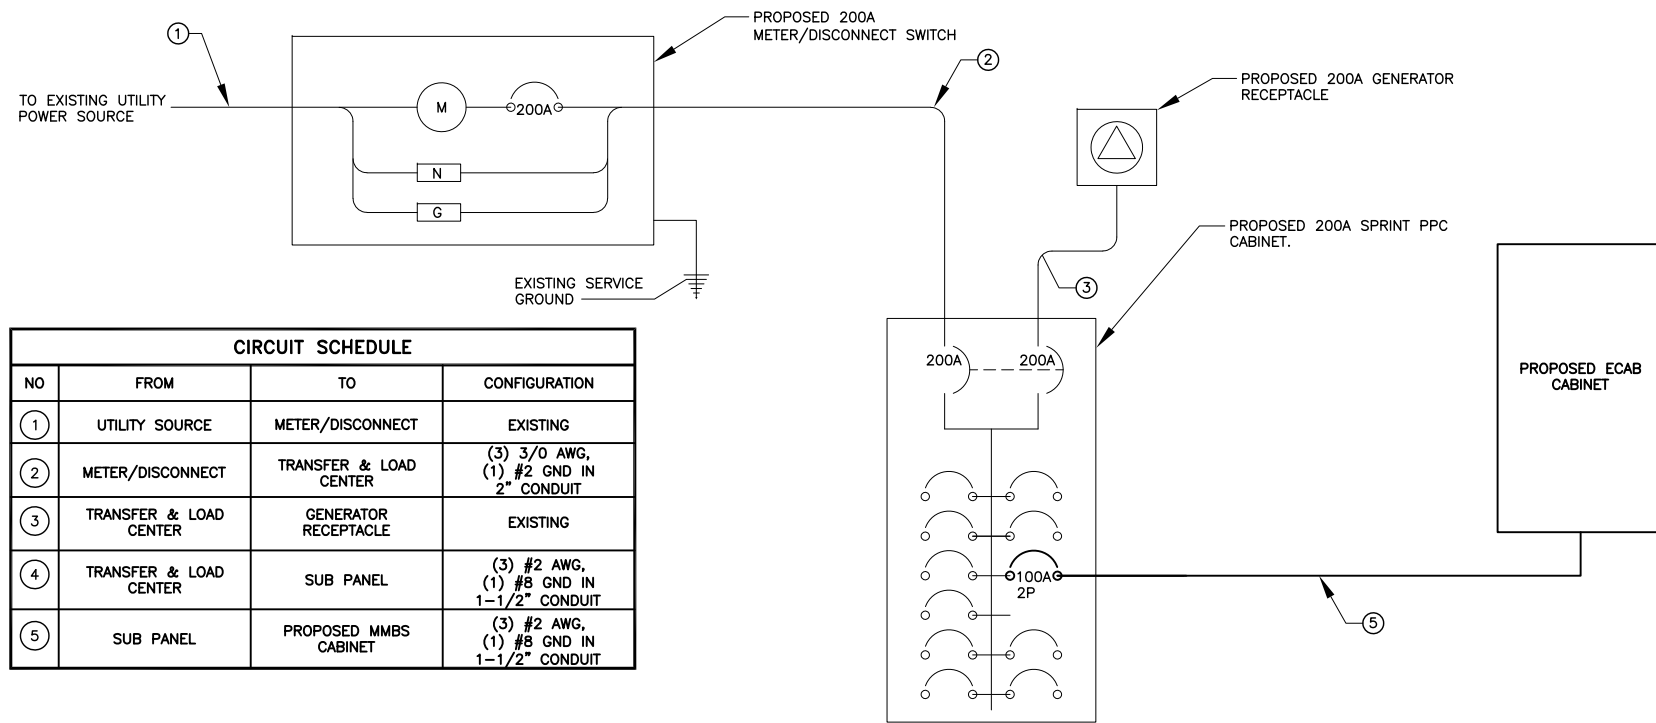 1
PROPOSED 200A
METER/DISCONNECT SWITCH
2
TO EXISTING UTILITY
POWER SOURCE
M
200A
N
G
EXISTING SERVICE
GROUND
PROPOSED 200A GENERATOR
RECEPTACLE
3
PROPOSED 200A SPRINT PPC
CABINET.
200A
200A
100A
2P
5
PROPOSED ECAB
CABINET
CIRCUIT SCHEDULE
NO FROM TO CONFIGURATION
1 UTILITY SOURCE METER/DISCONNECT EXISTING
2 METER/DISCONNECT
TRANSFER & LOAD
CENTER
(3) 3/0 AWG,
(1) #2 GND IN
2" CONDUIT
3
TRANSFER & LOAD
CENTER
GENERATOR
RECEPTACLE
EXISTING
4
TRANSFER & LOAD
CENTER
SUB PANEL
(3) #2 AWG,
(1) #8 GND IN
1-1/2" CONDUIT
5 SUB PANEL
PROPOSED MMBS
CABINET
(3) #2 AWG,
(1) #8 GND IN
1-1/2" CONDUIT